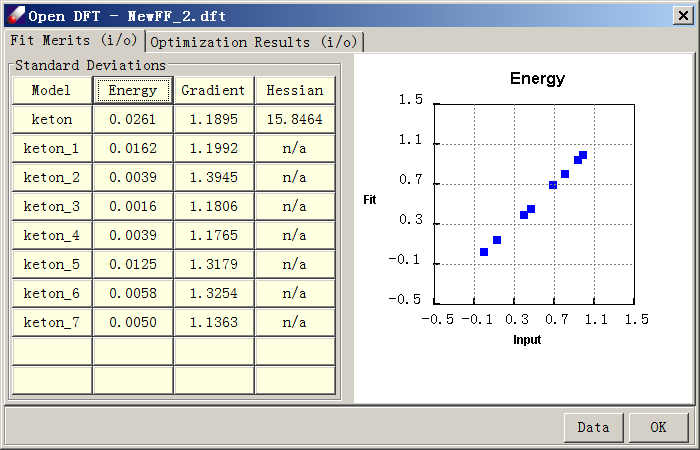 Open DFT - NewFF_2.dft
Fit Merits (i/o) Optimization Results (i/o)
Standard Deviations
Model Energy Gradient Hessian
keton 0.0261 1.1895 15.8464
keton_1 0.0162 1.1992 n/a
keton_2 0.0039 1.3945 n/a
keton_3 0.0016 1.1806 n/a
keton_4 0.0039 1.1765 n/a
keton_5 0.0125 1.3179 n/a
keton_6 0.0058 1.3254 n/a
keton_7 0.0050 1.1363 n/a
Energy
1.5
1.1
0.7
Fit
0.3
-0.1
-0.5
-0.5 -0.1 0.3 0.7 1.1 1.5
Input
Data OK